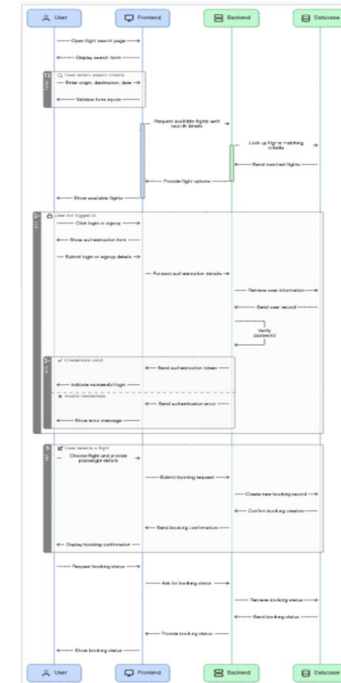 User Frontend Backend Database
Open flight search page
Display search form
User enters search criteria
Enter origin, destination, date
Validate form inputs
Request available flights with
search details
Look up flights matching
criteria
Send matched flights
Provide flight options
Show available flights
User not logged in
Click login or signup
Show authentication form
Submit login or signup details
Forward authentication details
Retrieve user information
Send user record
Verify
password
Credentials valid
Send authentication token
Indicate successful login
Invalid credentials
Send authentication error
Show error message
User selects a flight
Choose flight and provide
passenger details
Submit booking request
Create new booking record
Confirm booking creation
Send booking confirmation
Display booking confirmation
Request booking status
Ask for booking status
Retrieve booking status
Send booking status
Provide booking status
Show booking status
User Frontend Backend Database